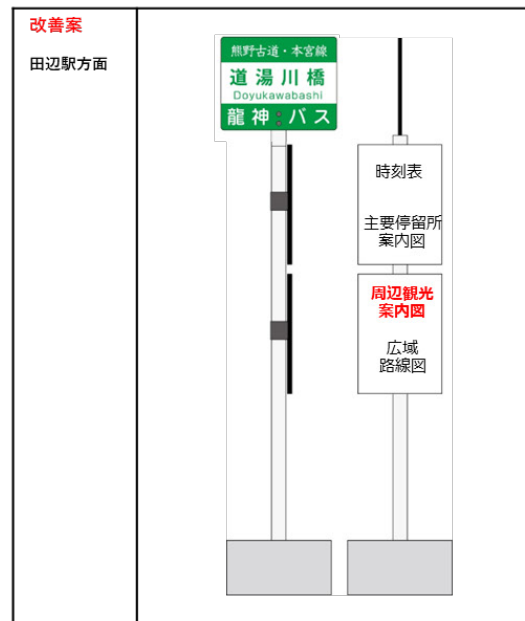 改善案
田辺駅方面
熊野古道・本宮線
道湯川橋
Doyukawabashi
龍神バス
時刻表
主要停留所
案内図
周辺観光
案内図
広域
路線図